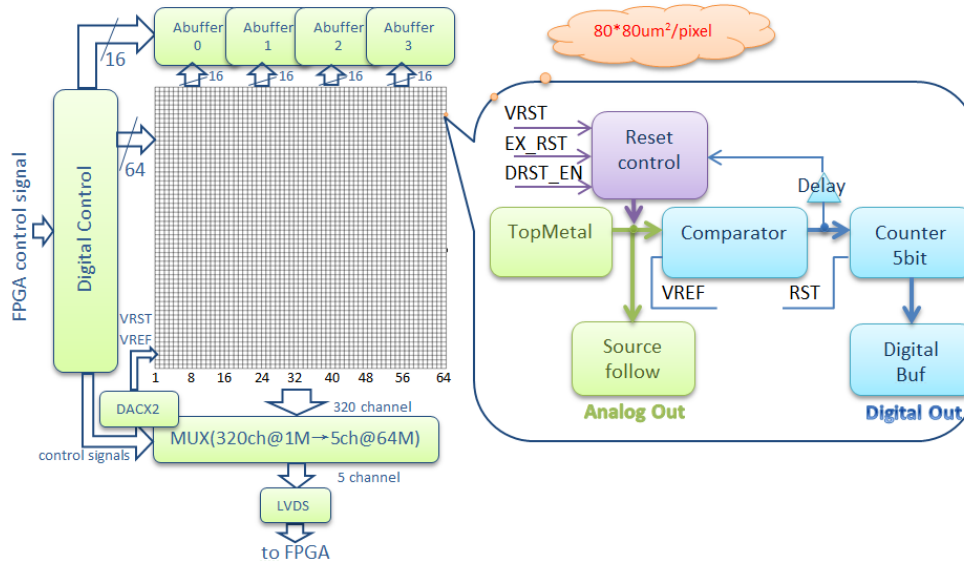 Abuffer
0
Abuffer
1
Abuffer
2
Abuffer
3
16
16
16
16
16
80*80um²/pixel
FPGA control signal
Digital Control
64
VRST
EX_RST
DRST_EN
Reset
control
Delay
TopMetal
Comparator
Counter
5bit
VREF
RST
Source
follow
Digital
Buf
Analog Out
Digital Out
VRST
VREF
1 8 16 24 32 40 48 56 64
DACX2
320 channel
MUX(320ch@1M→5ch@64M)
control signals
5 channel
LVDS
to FPGA